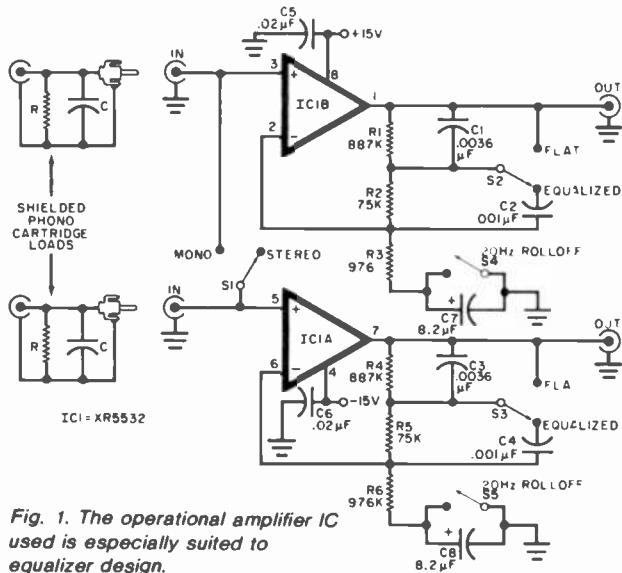 C5
.02µF
+15V
IN
3
+
8
IC1B
1
OUT
2
−
R1
887K
C1
.0036
µF
FLAT
S2
R
C
R2
75K
EQUALIZED
C2
.001µF
SHIELDED
PHONO
CARTRIDGE
LOADS
MONO
STEREO
S1
R3
976
20Hz ROLLOFF
S4
+
C7
8.2µF
IN
5
+
IC1A
7
OUT
6
−
4
R4
887K
C3
.0036
µF
FLA
R
C
−15V
C6
.02µF
S3
EQUALIZED
R5
75K
C4
.001µF
IC1=XR5532
R6
976K
20Hz ROLLOFF
S5
+
C8
8.2µF
Fig. 1. The operational amplifier IC
used is especially suited to
equalizer design.